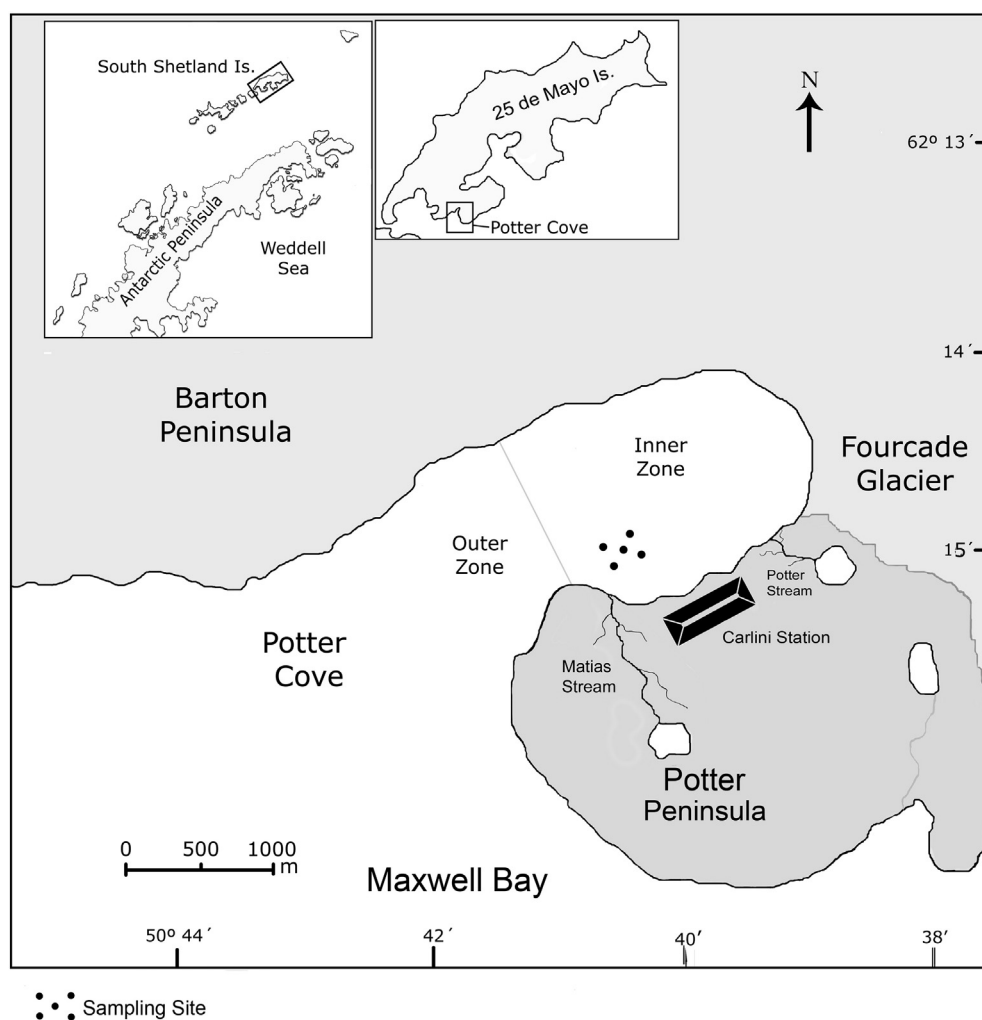 South Shetland Is.
Antarctic Peninsula
Weddell
Sea
25 de Mayo Is.
Potter Cove
N
62º 13´
14´
15´
Barton
Peninsula
Inner
Zone
Fourcade
Glacier
Outer
Zone
Potter
Stream
Carlini Station
Potter
Cove
Matias
Stream
Potter
Peninsula
0 500 1000
m
Maxwell Bay
50º 44´
42´
40´
38'
Sampling Site